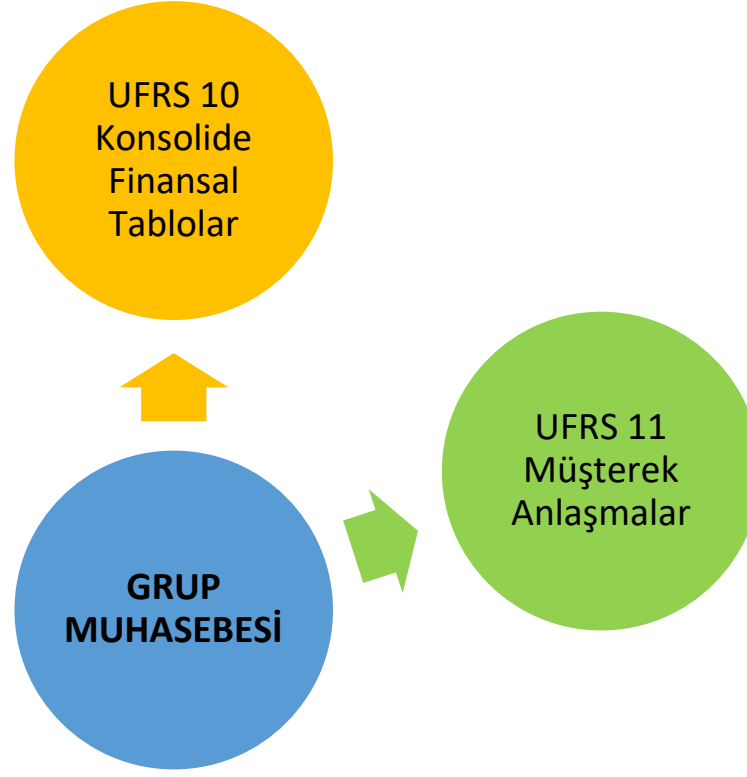 UFRS 10
Konsolide
Finansal
Tablolar
UFRS 11
Müşterek
Anlaşmalar
GRUP
MUHASEBESİ